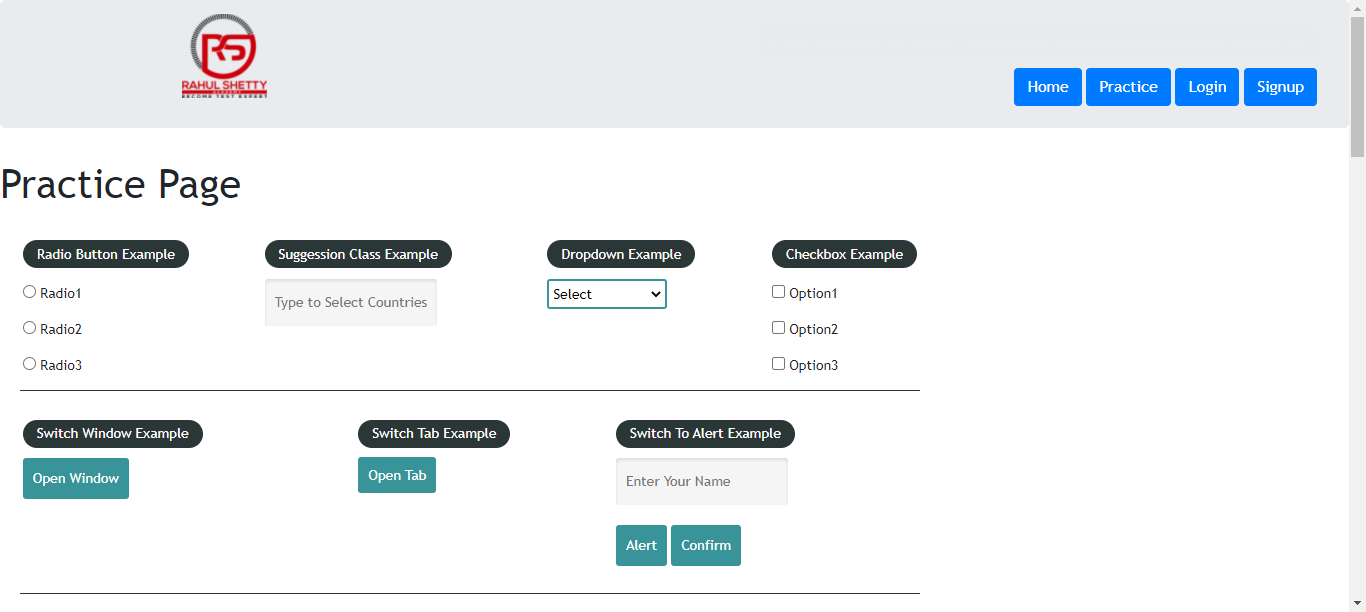 RS
RAHUL SHETTY
ACADEMY
BECOME TEST EXPERT
Home Practice Login Signup
Practice Page
Radio Button Example Suggession Class Example Dropdown Example Checkbox Example
Radio1 Type to Select Countries Select Option1
Radio2 Option2
Radio3 Option3
Switch Window Example Switch Tab Example Switch To Alert Example
Open Window Open Tab Enter Your Name
Alert Confirm